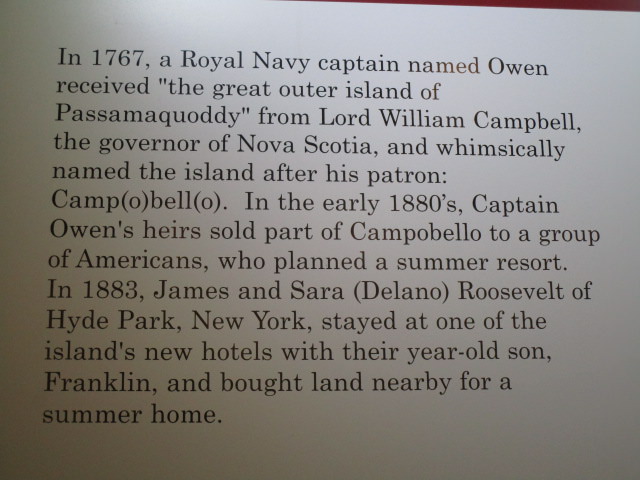 In 1767, a Royal Navy captain named Owen
received "the great outer island of
Passamaquoddy" from Lord William Campbell,
the governor of Nova Scotia, and whimsically
named the island after his patron:
Camp(o)bell(o).  In the early 1880's, Captain
Owen's heirs sold part of Campobello to a group
of Americans, who planned a summer resort.
In 1883, James and Sara (Delano) Roosevelt of
Hyde Park, New York, stayed at one of the
island's new hotels with their year-old son,
Franklin, and bought land nearby for a
summer home.